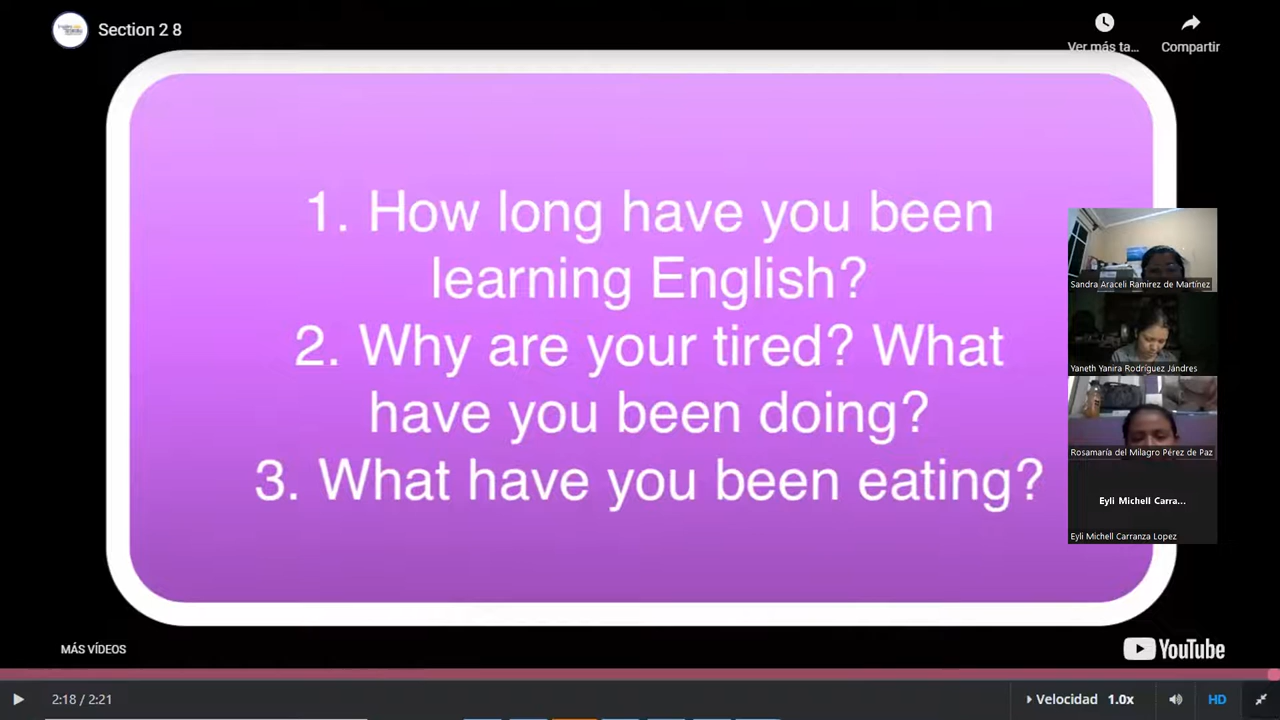 Section 2 8
Ver más ta...
Compartir
1. How long have you been
learning English?
2. Why are your tired? What
have you been doing?
3. What have you been eating?
Sandra Araceli Ramirez de Martínez
Yaneth Yanira Rodríguez Jándres
Rosamaría del Milagro Pérez de Paz
Eyli Michell Carra...
Eyli Michell Carranza Lopez
MÁS VÍDEOS
YouTube
2:18 / 2:21
Velocidad 1.0x
HD